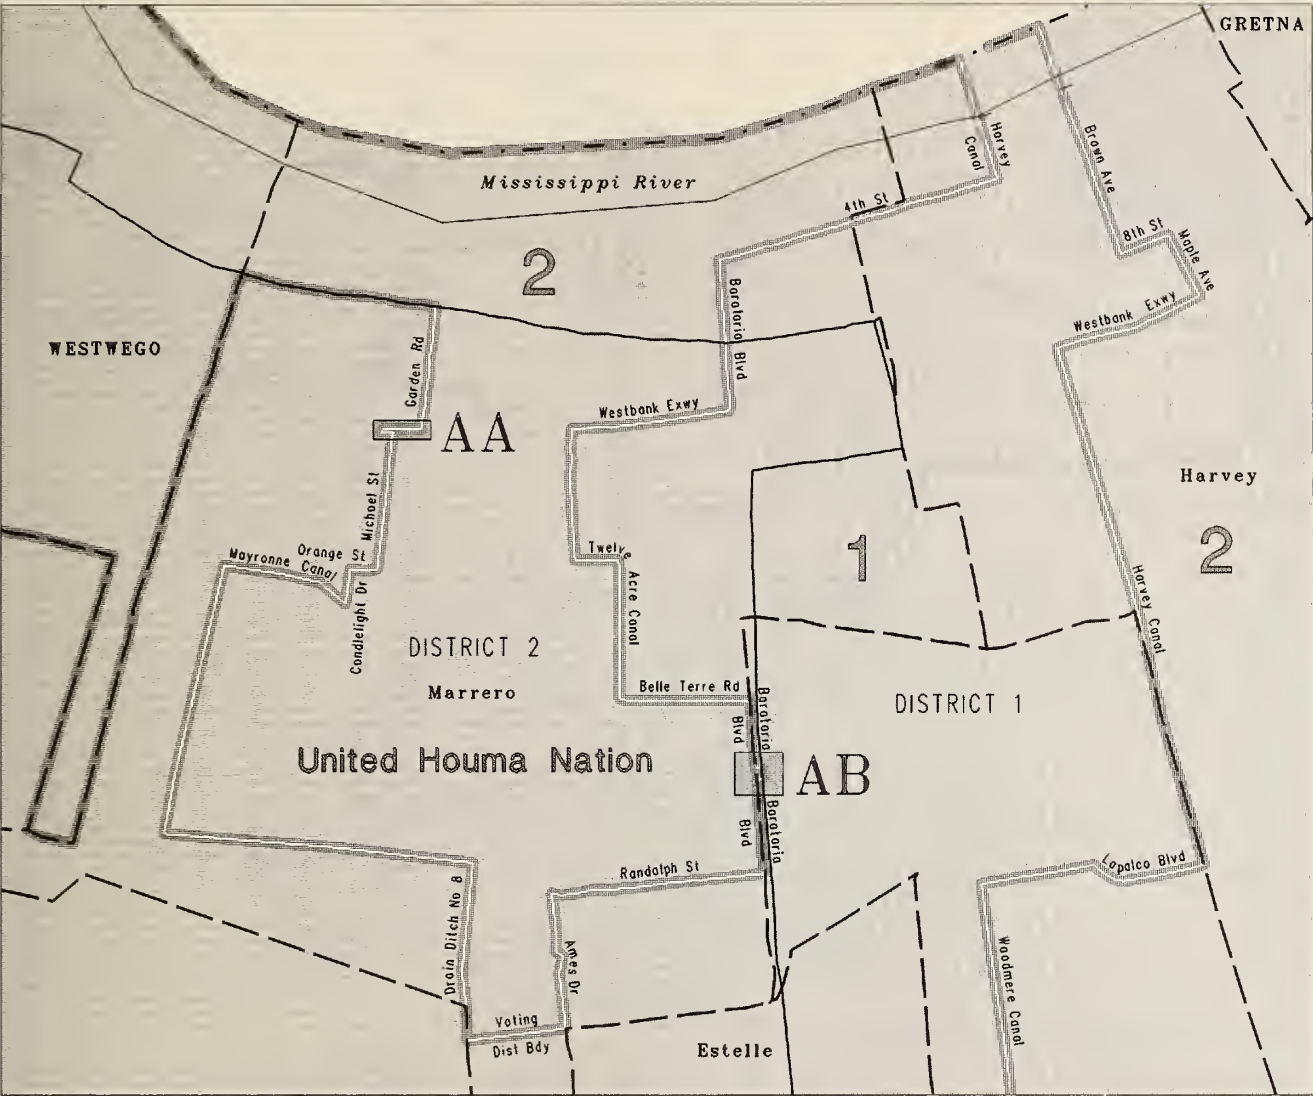 GRETNA
Harvey
Canal
Brown Ave
Mississippi River
4th St
8th St
Maple Ave
2
Barataria Blvd
Westbank Exwy
WESTWEGO
Garden Rd
Westbank Exwy
AA
Harvey
2
Michael St
Orange St
Mayronne
Canal
Twelve
Acre Canal
1
Harvey Canal
Candlelight Dr
DISTRICT 2
Marrero
Belle Terre Rd
Barataria
Blvd
DISTRICT 1
United Houma Nation
AB
Barataria
Blvd
Randolph St
Lapalco Blvd
Drain Ditch No 8
Ames Dr
Woodmere Canal
Voting
Dist Bdy
Estelle